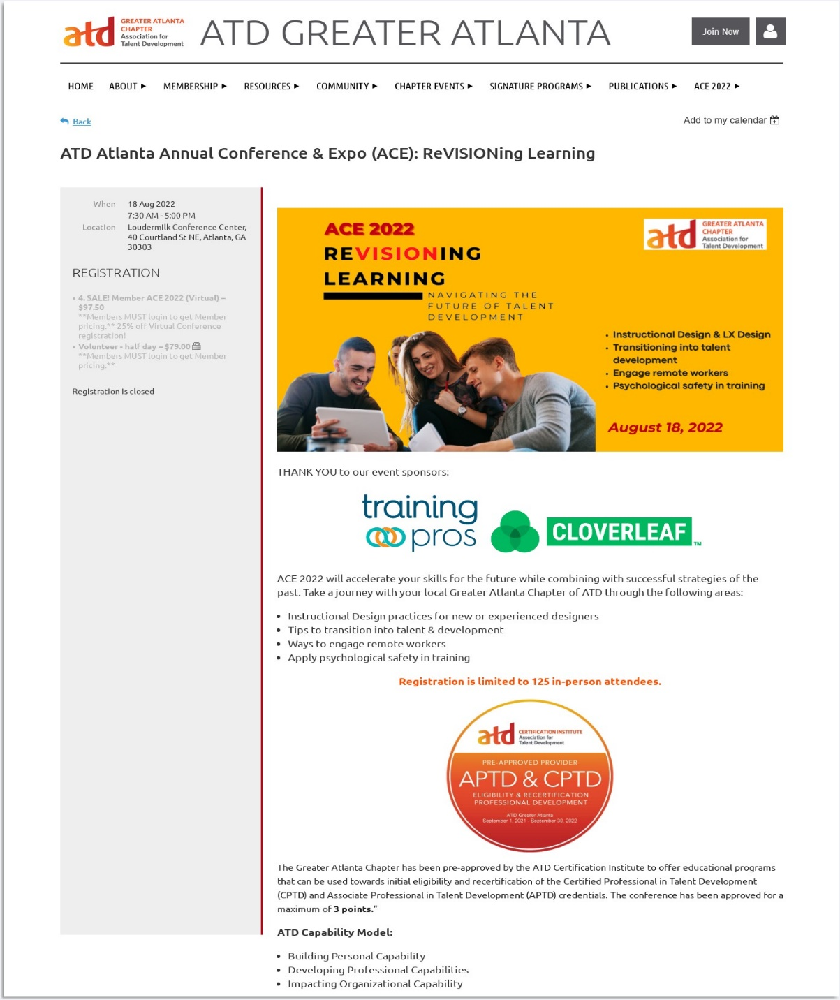 atd
GREATER ATLANTA
CHAPTER
Association for
Talent Development
ATD GREATER ATLANTA
Join Now
HOME ABOUT ► MEMBERSHIP ► RESOURCES ► COMMUNITY ► CHAPTER EVENTS ► SIGNATURE PROGRAMS ► PUBLICATIONS ► ACE 2022 ►
Back
Add to my calendar
ATD Atlanta Annual Conference & Expo (ACE): ReVISIONing Learning
When 18 Aug 2022
7:30 AM - 5:00 PM
Location Loudermilk Conference Center,
40 Courtland St NE, Atlanta, GA
30303
REGISTRATION
• 4. SALE! Member ACE 2022 (Virtual) –
$97.50
**Members MUST login to get Member
pricing.** 25% off Virtual Conference
registration!
• Volunteer - half day – $79.00
**Members MUST login to get Member
pricing.**
Registration is closed
ACE 2022
REVISIONING
LEARNING
NAVIGATING THE
FUTURE OF TALENT
DEVELOPMENT
atd
GREATER ATLANTA
CHAPTER
Association for
Talent Development
• Instructional Design & LX Design
• Transitioning into talent
development
• Engage remote workers
• Psychological safety in training
August 18, 2022
THANK YOU to our event sponsors:
training
pros
CLOVERLEAF TM
ACE 2022 will accelerate your skills for the future while combining with successful strategies of the
past. Take a journey with your local Greater Atlanta Chapter of ATD through the following areas:
• Instructional Design practices for new or experienced designers
• Tips to transition into talent & development
• Ways to engage remote workers
• Apply psychological safety in training
Registration is limited to 125 in-person attendees.
atd
CERTIFICATION INSTITUTE
Association for
Talent Development
PRE-APPROVED PROVIDER
APTD & CPTD
ELIGIBILITY & RECERTIFICATION
PROFESSIONAL DEVELOPMENT
ATD Greater Atlanta
September 1, 2021 - September 30, 2022
The Greater Atlanta Chapter has been pre-approved by the ATD Certification Institute to offer educational programs
that can be used towards initial eligibility and recertification of the Certified Professional in Talent Development
(CPTD) and Associate Professional in Talent Development (APTD) credentials. The conference has been approved for a
maximum of 3 points.”
ATD Capability Model:
• Building Personal Capability
• Developing Professional Capabilities
• Impacting Organizational Capability